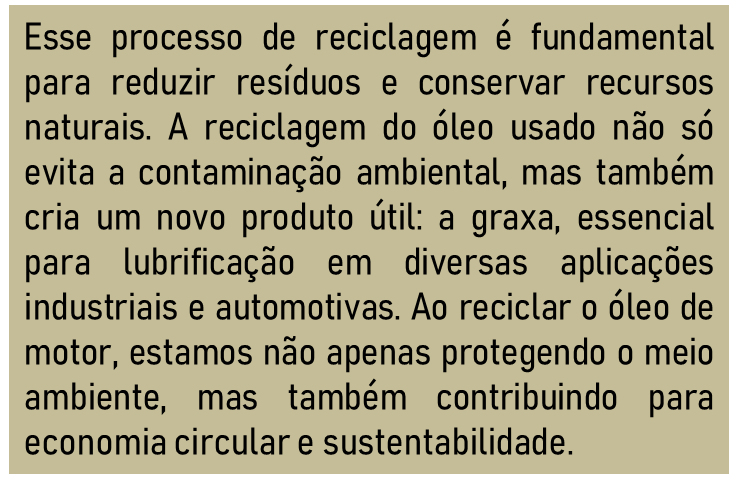 Esse processo de reciclagem é fundamental
para reduzir resíduos e conservar recursos
naturais. A reciclagem do óleo usado não só
evita a contaminação ambiental, mas também
cria um novo produto útil: a graxa, essencial
para lubrificação em diversas aplicações
industriais e automotivas. Ao reciclar o óleo de
motor, estamos não apenas protegendo o meio
ambiente, mas também contribuindo para
economia circular e sustentabilidade.